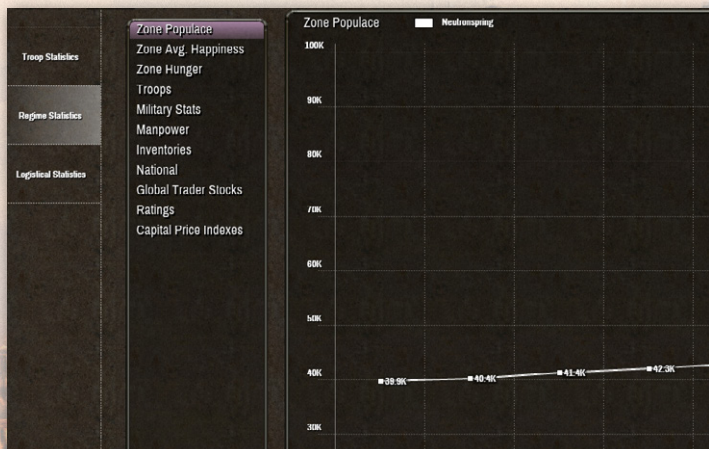 Troop Statistics
Regime Statistics
Logistical Statistics
Zone Populace
Zone Avg. Happiness
Zone Hunger
Troops
Military Stats
Manpower
Inventories
National
Global Trader Stocks
Ratings
Capital Price Indexes
Zone Populace
Neutronspring
100K
90K
80K
70K
60K
50K
40K
30K
39.9K
40.4K
41.4K
42.3K